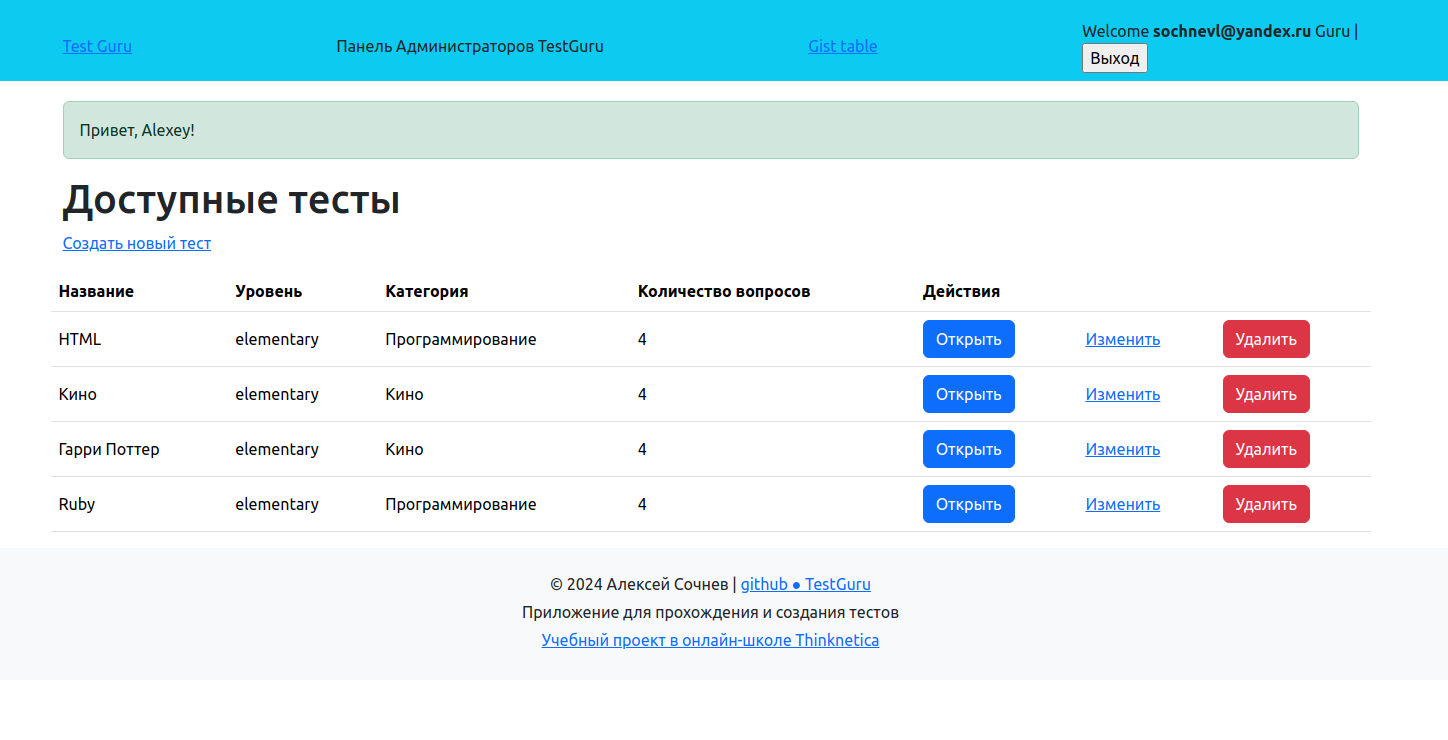 Test Guru Панель Администраторов TestGuru Gist table Welcome sochnevl@yandex.ru Guru |
Выход
Привет, Alexey!
Доступные тесты
Создать новый тест
Название Уровень Категория Количество вопросов Действия
HTML elementary Программирование 4 Открыть Изменить Удалить
Кино elementary Кино 4 Открыть Изменить Удалить
Гарри Поттер elementary Кино 4 Открыть Изменить Удалить
Ruby elementary Программирование 4 Открыть Изменить Удалить
© 2024 Алексей Сочнев | github ● TestGuru
Приложение для прохождения и создания тестов
Учебный проект в онлайн-школе Thinknetica